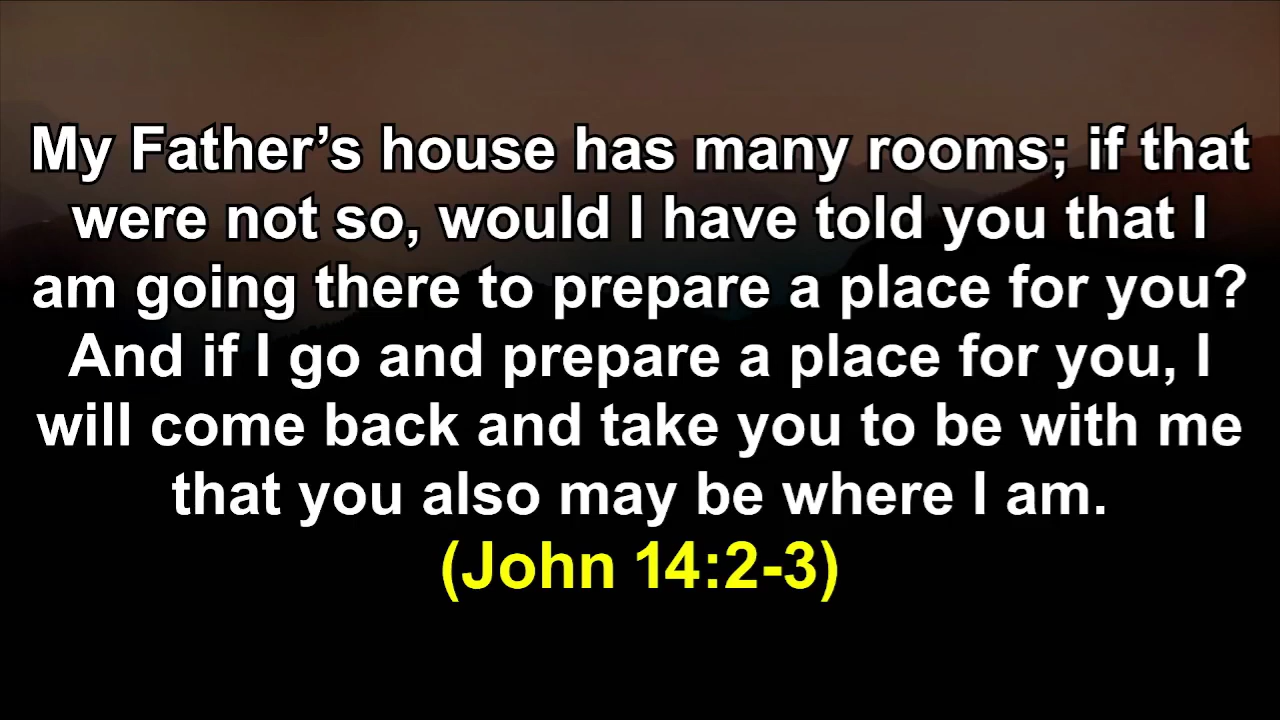 My Father’s house has many rooms; if that
were not so, would I have told you that I
am going there to prepare a place for you?
And if I go and prepare a place for you, I
will come back and take you to be with me
that you also may be where I am.
(John 14:2-3)